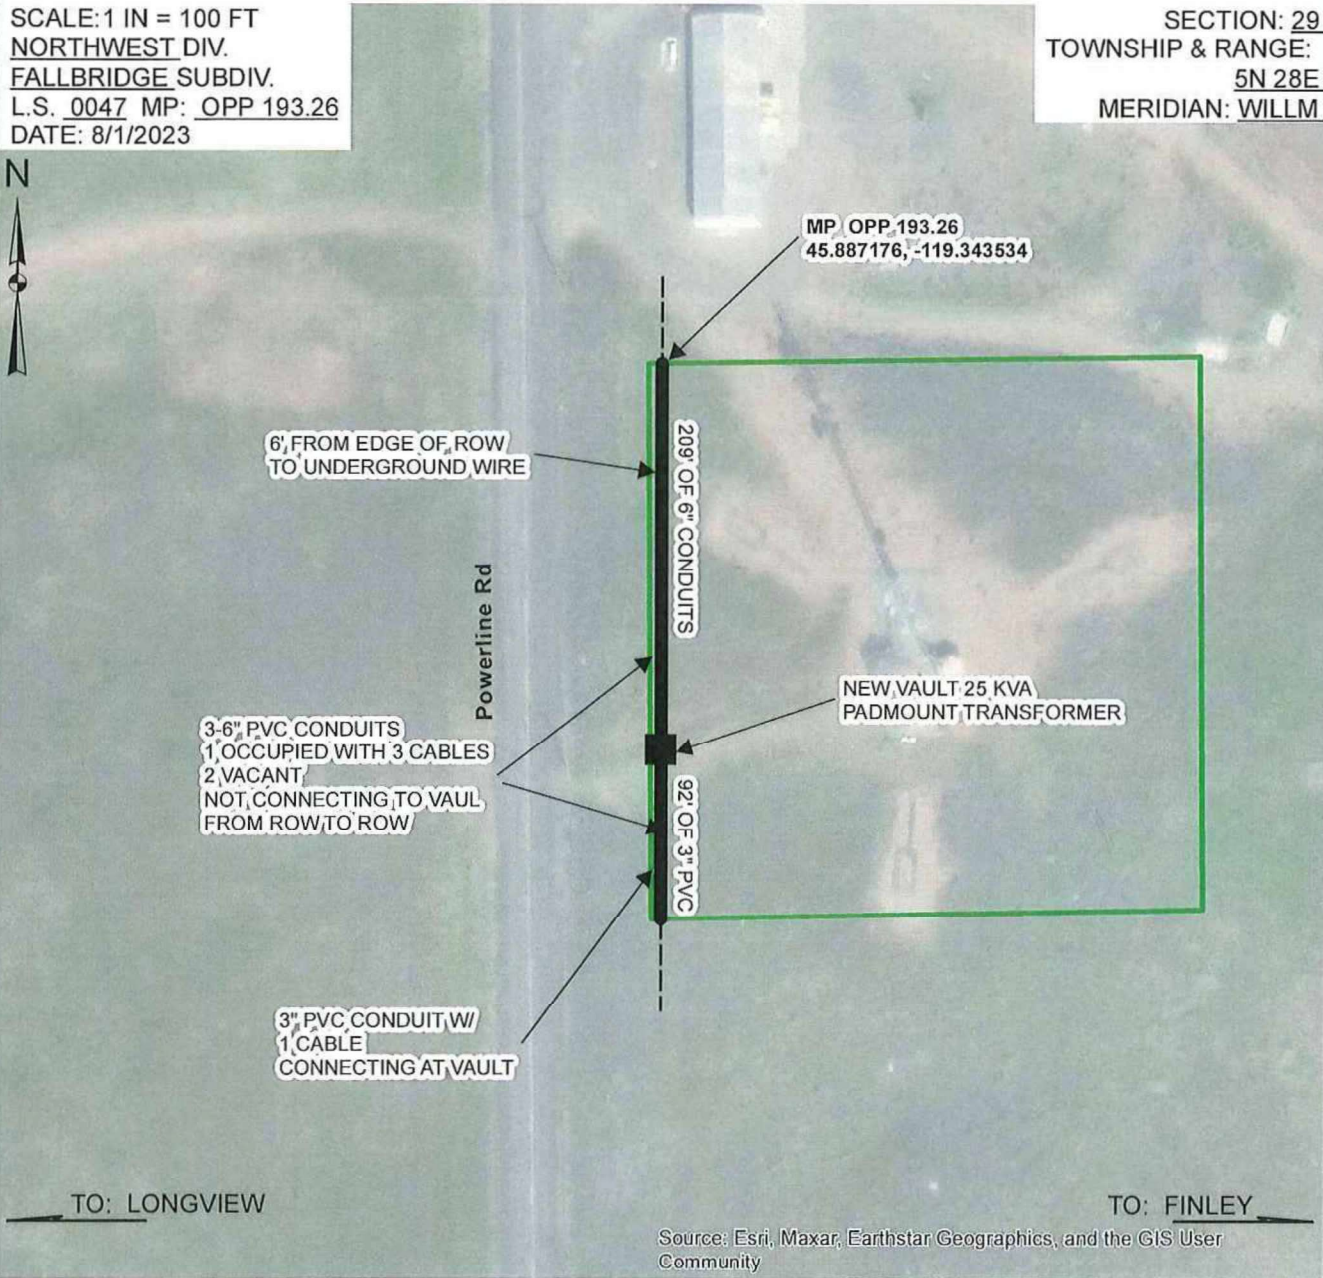 SCALE:1 IN = 100 FT
NORTHWEST DIV.
FALLBRIDGE SUBDIV.
L.S. 0047 MP: OPP 193.26
DATE: 8/1/2023
SECTION: 29
TOWNSHIP & RANGE:
5N 28E
MERIDIAN: WILLM
N
MP OPP 193.26
45.887176, -119.343534
6' FROM EDGE OF ROW
TO UNDERGROUND WIRE
209' OF 6" CONDUITS
Powerline Rd
NEW VAULT 25 KVA
PADMOUNT TRANSFORMER
3-6" PVC CONDUITS
1 OCCUPIED WITH 3 CABLES
2 VACANT
NOT CONNECTING TO VAUL
FROM ROW TO ROW
92' OF 3" PVC
3" PVC CONDUIT W/
1 CABLE
CONNECTING AT VAULT
TO: LONGVIEW
TO: FINLEY
Source: Esri, Maxar, Earthstar Geographics, and the GIS User
Community